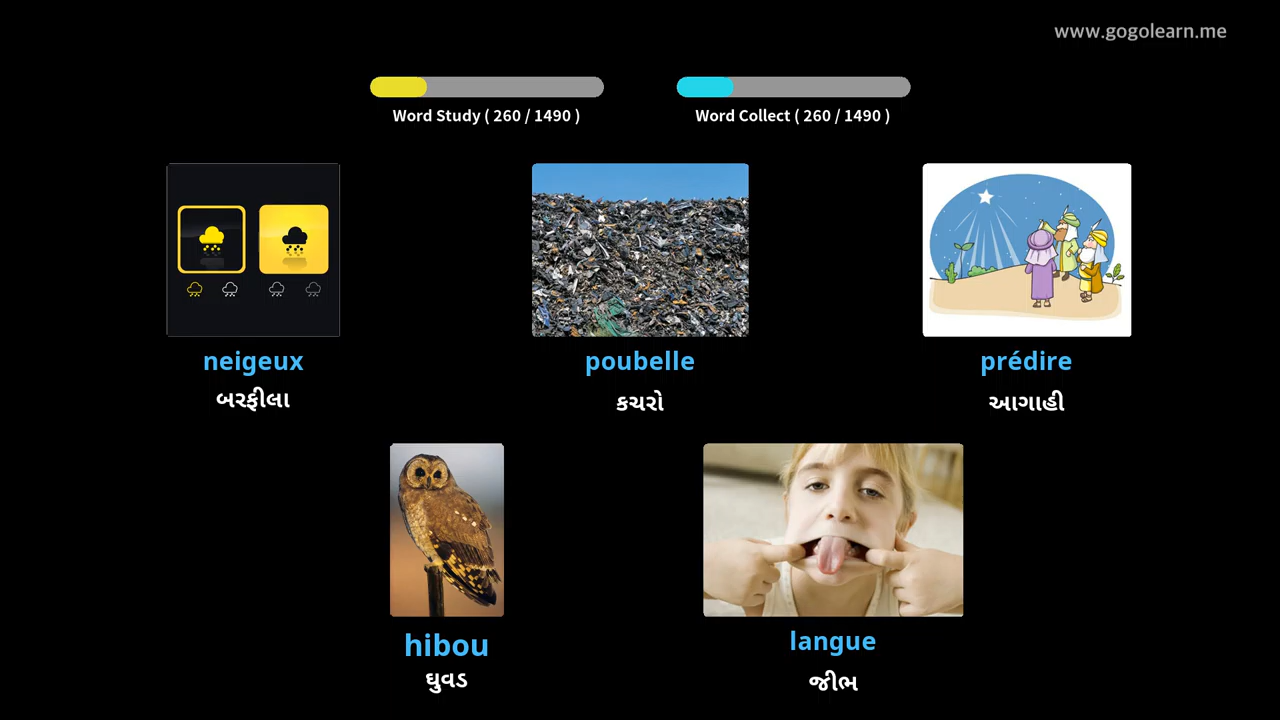 www.gogolearn.me
Word Study ( 260 / 1490 )
Word Collect ( 260 / 1490 )
neigeux
બરફીલા
poubelle
કચરો
prédire
આગાહી
hibou
ઘુવડ
langue
જીભ